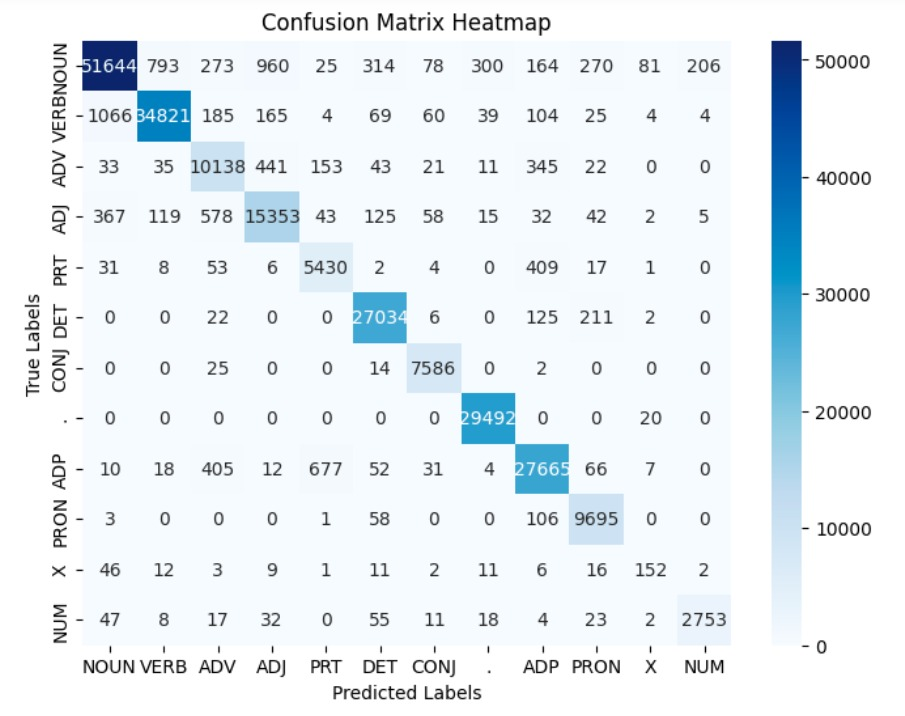 Confusion Matrix Heatmap
True Labels
NOUN 51644 793 273 960 25 314 78 300 164 270 81 206
VERB 1066 34821 185 165 4 69 60 39 104 25 4 4
ADV 33 35 10138 441 153 43 21 11 345 22 0 0
ADJ 367 119 578 15353 43 125 58 15 32 42 2 5
PRT 31 8 53 6 5430 2 4 0 409 17 1 0
DET 0 0 22 0 0 27034 6 0 125 211 2 0
CONJ 0 0 25 0 0 14 7586 0 2 0 0 0
. 0 0 0 0 0 0 0 29492 0 0 20 0
ADP 10 18 405 12 677 52 31 4 27665 66 7 0
PRON 3 0 0 0 1 58 0 0 106 9695 0 0
X 46 12 3 9 1 11 2 11 6 16 152 2
NUM 47 8 17 32 0 55 11 18 4 23 2 2753
NOUN VERB ADV ADJ PRT DET CONJ . ADP PRON X NUM
Predicted Labels
50000
40000
30000
20000
10000
0